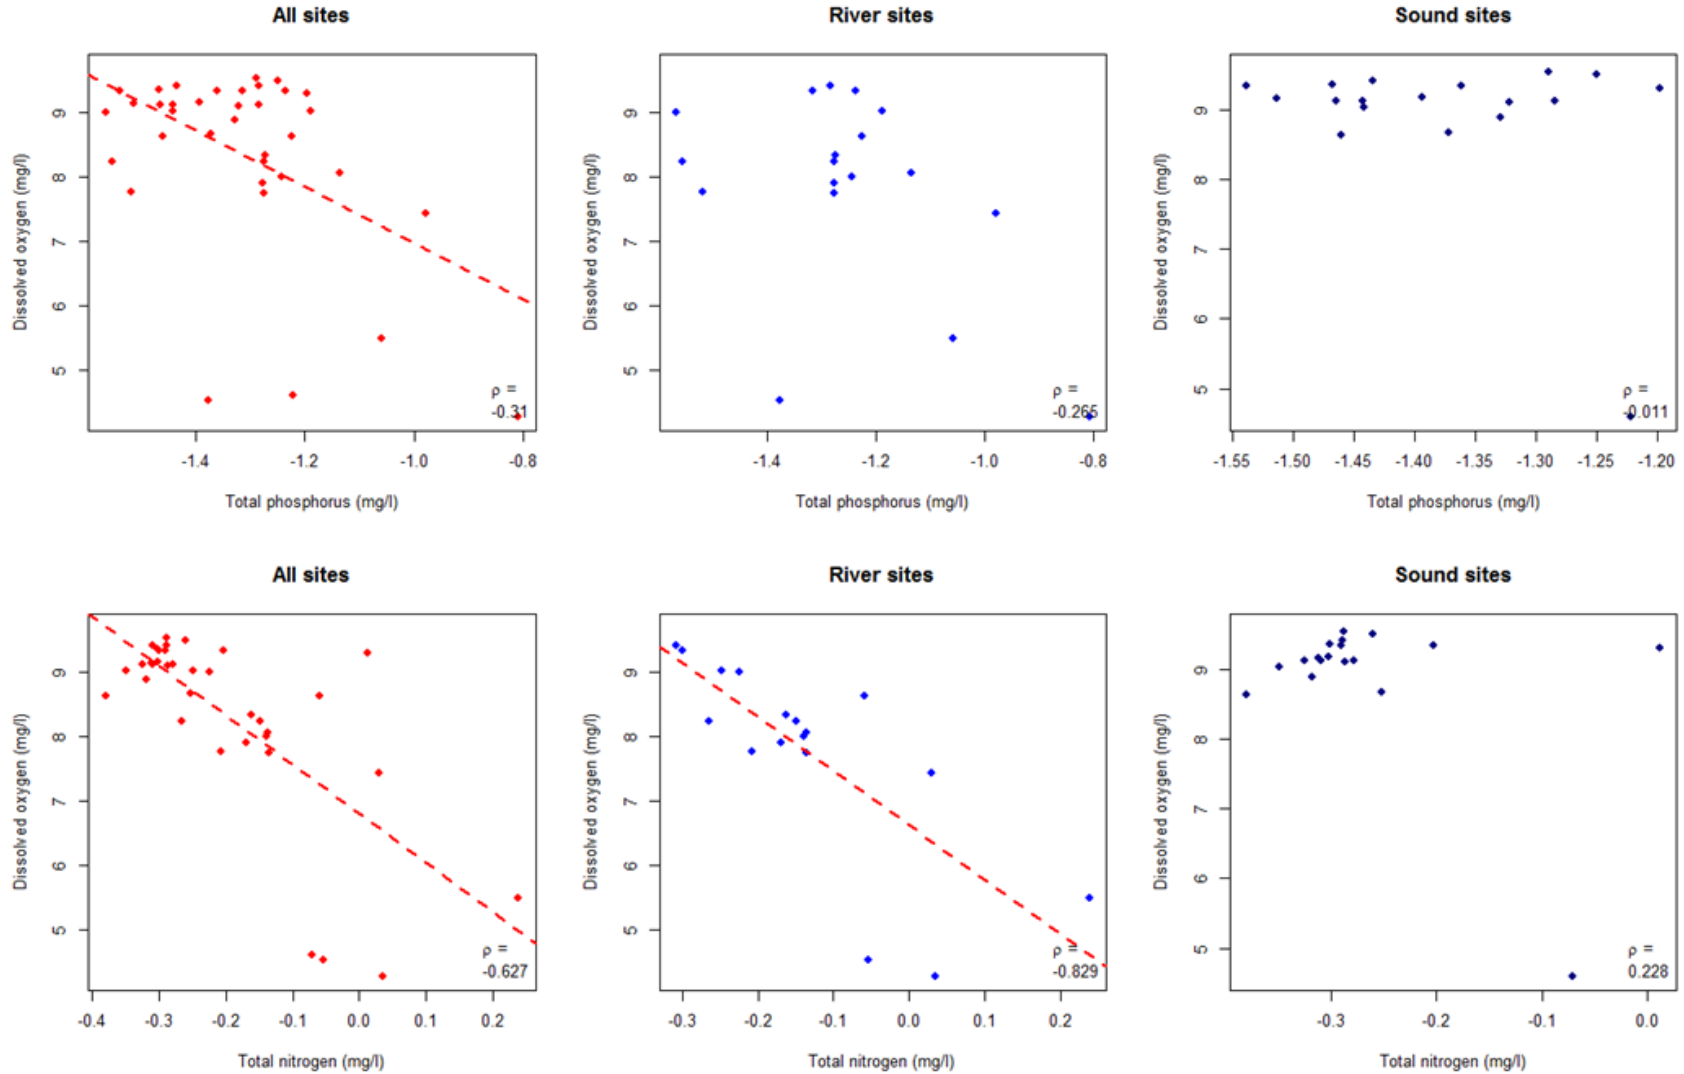 All sites
River sites
Sound sites
Dissolved oxygen (mg/l)
9
8
7
6
5
ρ =
-0.31
-1.4
-1.2
-1.0
-0.8
Total phosphorus (mg/l)
Dissolved oxygen (mg/l)
9
8
7
6
5
ρ =
-0.265
-1.4
-1.2
-1.0
-0.8
Total phosphorus (mg/l)
Dissolved oxygen (mg/l)
9
8
7
6
5
ρ =
-0.011
-1.55
-1.50
-1.45
-1.40
-1.35
-1.30
-1.25
-1.20
Total phosphorus (mg/l)
All sites
River sites
Sound sites
Dissolved oxygen (mg/l)
9
8
7
6
5
ρ =
-0.627
-0.4
-0.3
-0.2
-0.1
0.0
0.1
0.2
Total nitrogen (mg/l)
Dissolved oxygen (mg/l)
9
8
7
6
5
ρ =
-0.829
-0.3
-0.2
-0.1
0.0
0.1
0.2
Total nitrogen (mg/l)
Dissolved oxygen (mg/l)
9
8
7
6
5
ρ =
0.228
-0.3
-0.2
-0.1
0.0
Total nitrogen (mg/l)